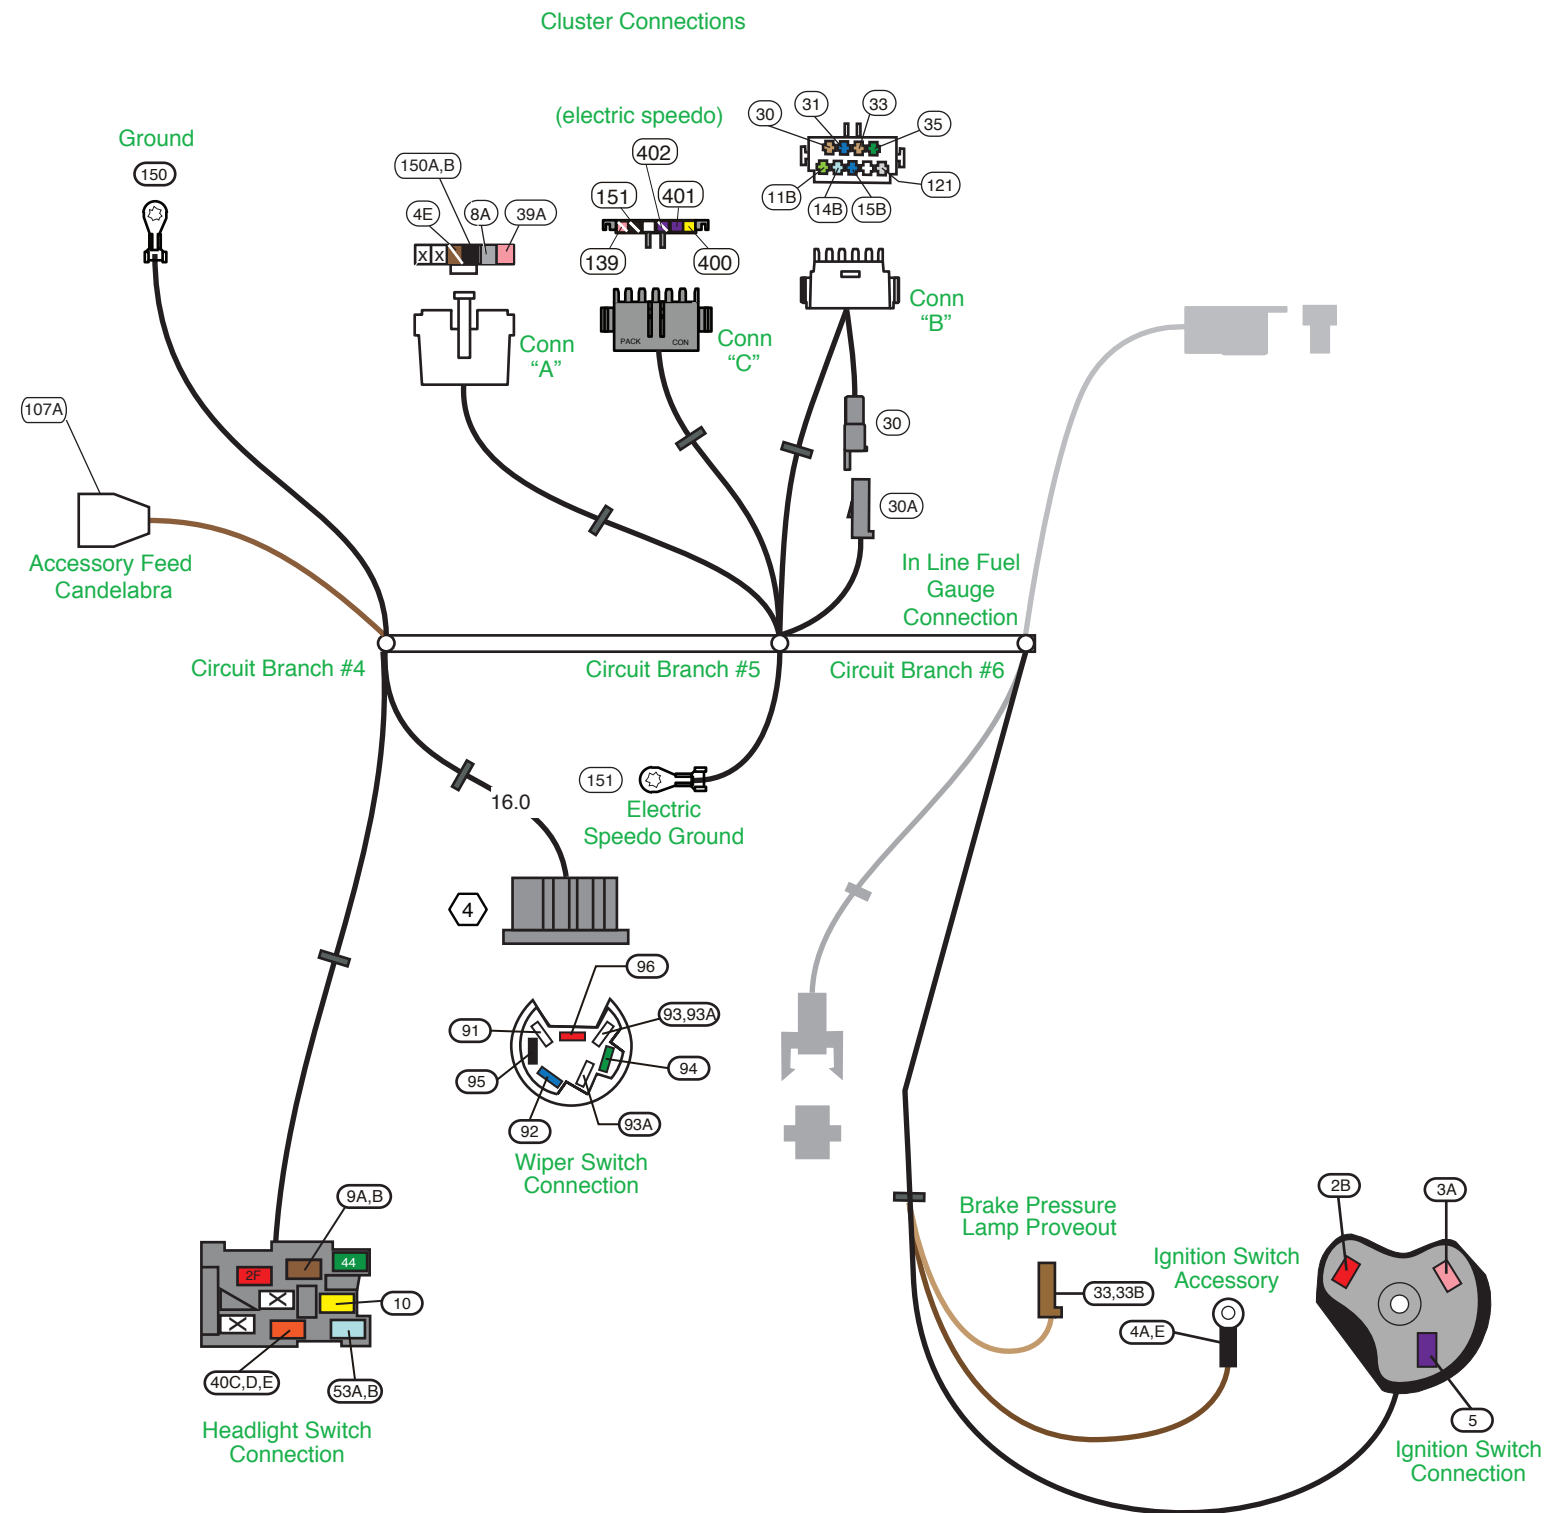 Cluster Connections
Ground
150
(electric speedo)
30
31
33
35
11B
14B
15B
121
402
151
401
139
400
150A,B
4E
8A
39A
X
X
Conn
“A”
PACK
CON
Conn
“C”
Conn
“B”
107A
30
30A
Accessory Feed
Candelabra
In Line Fuel
Gauge
Connection
Circuit Branch #4
Circuit Branch #5
Circuit Branch #6
16.0
151
Electric
Speedo Ground
4
96
91
93,93A
95
94
92
93A
Wiper Switch
Connection
9A,B
44
2F
X
10
X
40C,D,E
53A,B
Headlight Switch
Connection
Brake Pressure
Lamp Proveout
33,33B
Ignition Switch
Accessory
4A,E
2B
3A
5
Ignition Switch
Connection